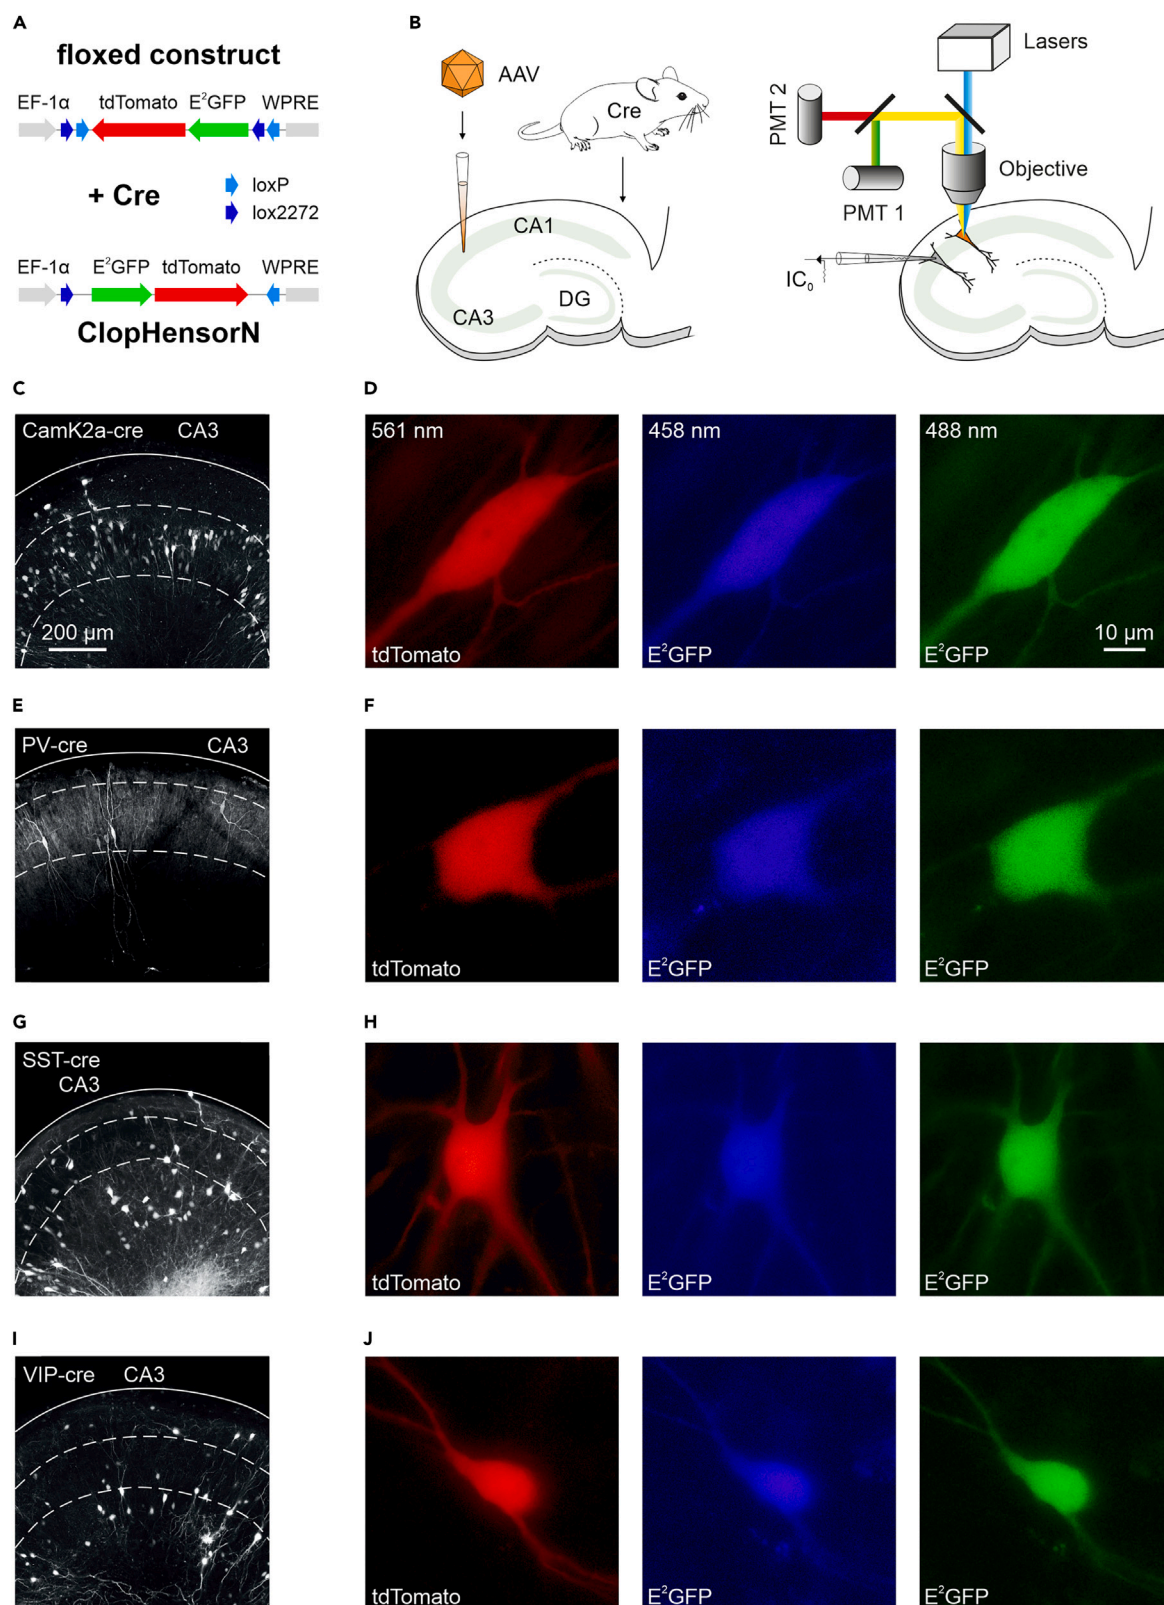 A
floxed construct
EF-1α tdTomato E²GFP WPRE
+ Cre
loxP
lox2272
EF-1α E²GFP tdTomato WPRE
ClopHensorN
B
AAV
Cre
CA1
CA3
DG
Lasers
PMT 2
PMT 1
Objective
IC₀
C
CamK2a-cre CA3
200 µm
D
561 nm
tdTomato
458 nm
E²GFP
488 nm
10 µm
E²GFP
E
PV-cre CA3
F
tdTomato
E²GFP
E²GFP
G
SST-cre
CA3
H
tdTomato
E²GFP
E²GFP
I
VIP-cre CA3
J
tdTomato
E²GFP
E²GFP